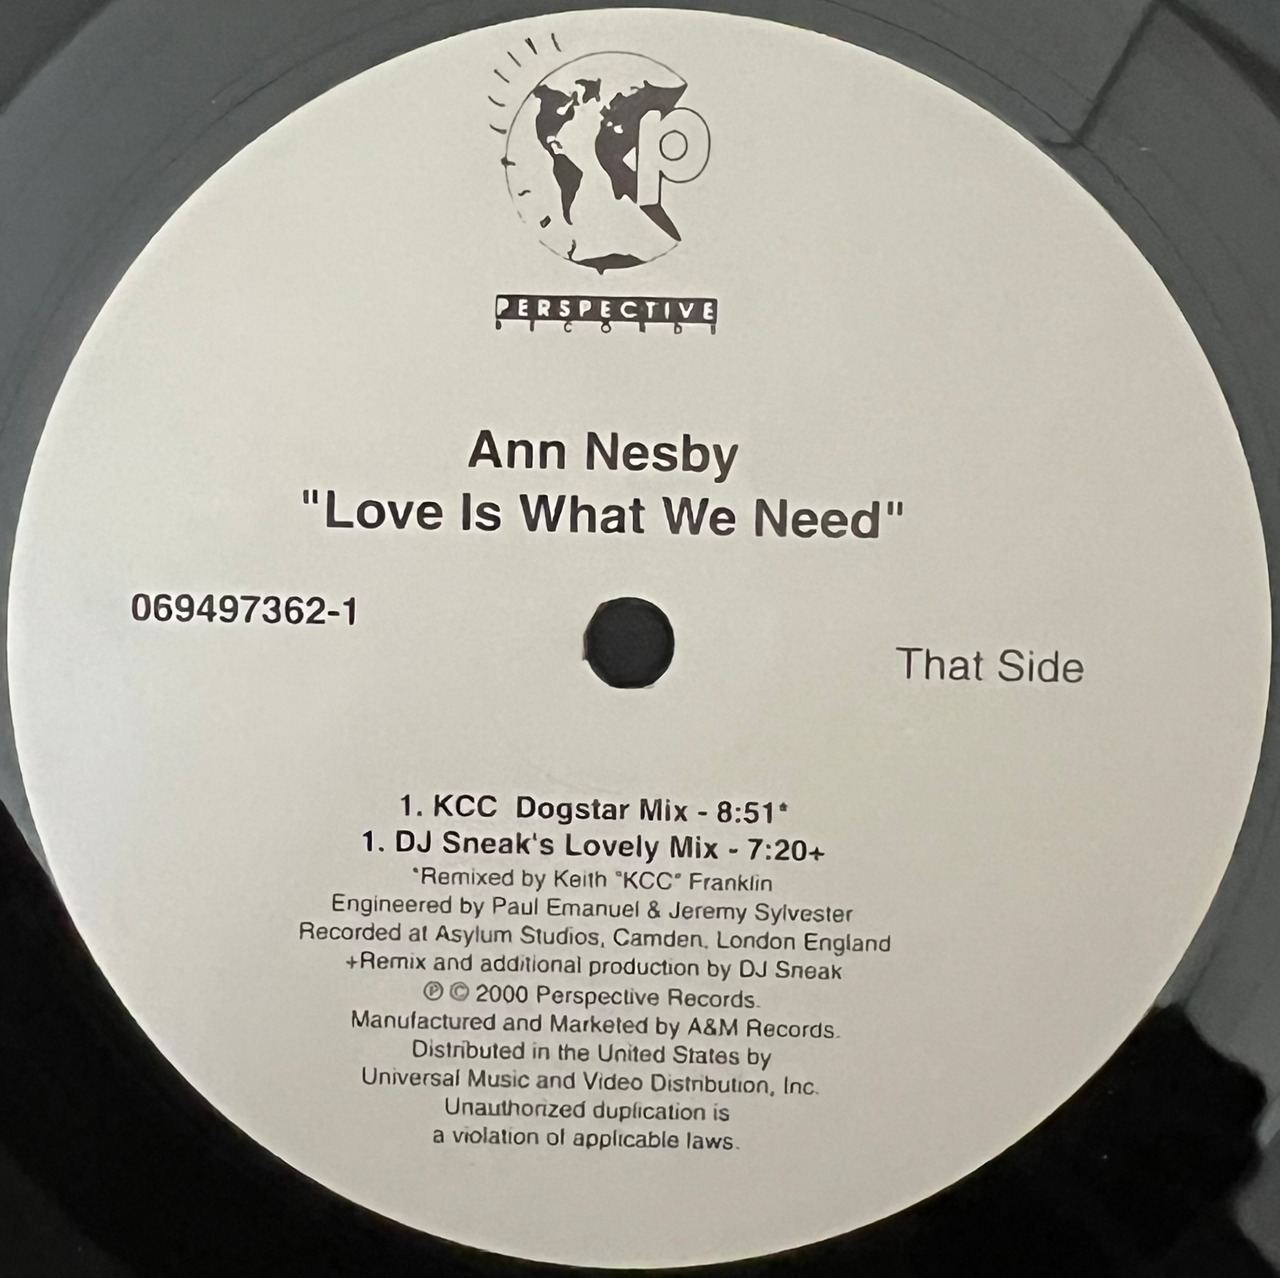 p
PERSPECTIVE
RECORDS
Ann Nesby
"Love Is What We Need"
069497362-1
That Side
1. KCC  Dogstar Mix - 8:51*
1. DJ Sneak's Lovely Mix - 7:20+
*Remixed by Keith "KCC" Franklin
Engineered by Paul Emanuel & Jeremy Sylvester
Recorded at Asylum Studios, Camden, London England
+Remix and additional production by DJ Sneak
℗ © 2000 Perspective Records.
Manufactured and Marketed by A&M Records.
Distributed in the United States by
Universal Music and Video Distribution, Inc.
Unauthorized duplication is
a violation of applicable laws.